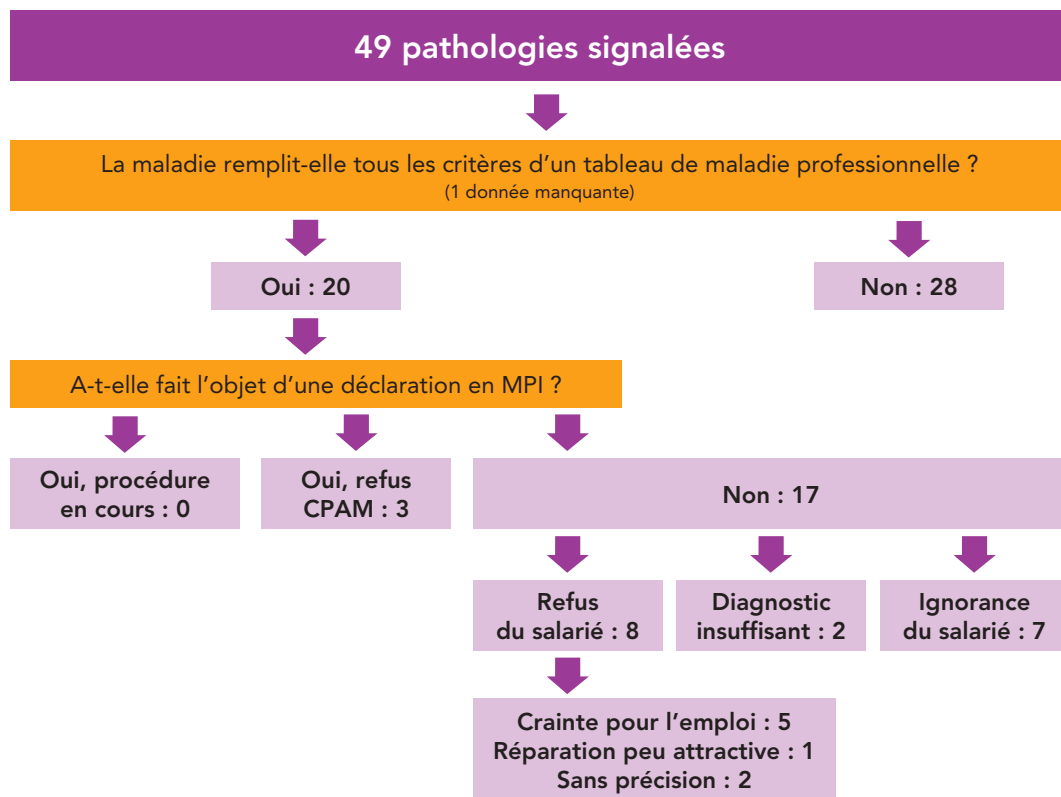 49 pathologies signalées
La maladie remplit-elle tous les critères d’un tableau de maladie professionnelle ?
(1 donnée manquante)
Oui : 20
Non : 28
A-t-elle fait l’objet d’une déclaration en MPI ?
Oui, procédure
en cours : 0
Oui, refus
CPAM : 3
Non : 17
Refus
du salarié : 8
Diagnostic
insuffisant : 2
Ignorance
du salarié : 7
Crainte pour l’emploi : 5
Réparation peu attractive : 1
Sans précision : 2